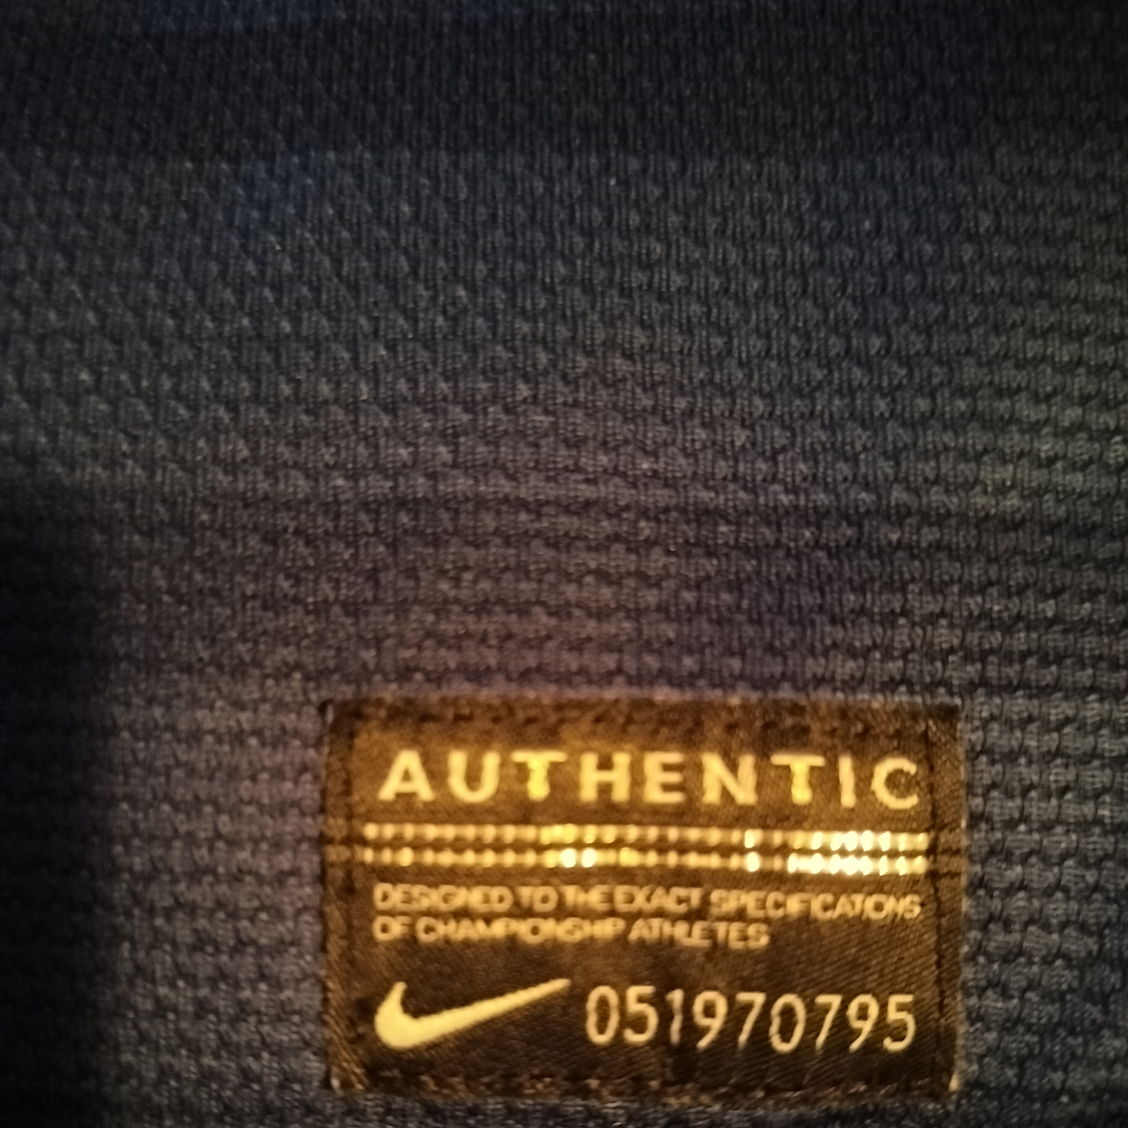 AUTHENTIC
DESIGNED TO THE EXACT SPECIFICATIONS
OF CHAMPIONSHIP ATHLETES
051970795